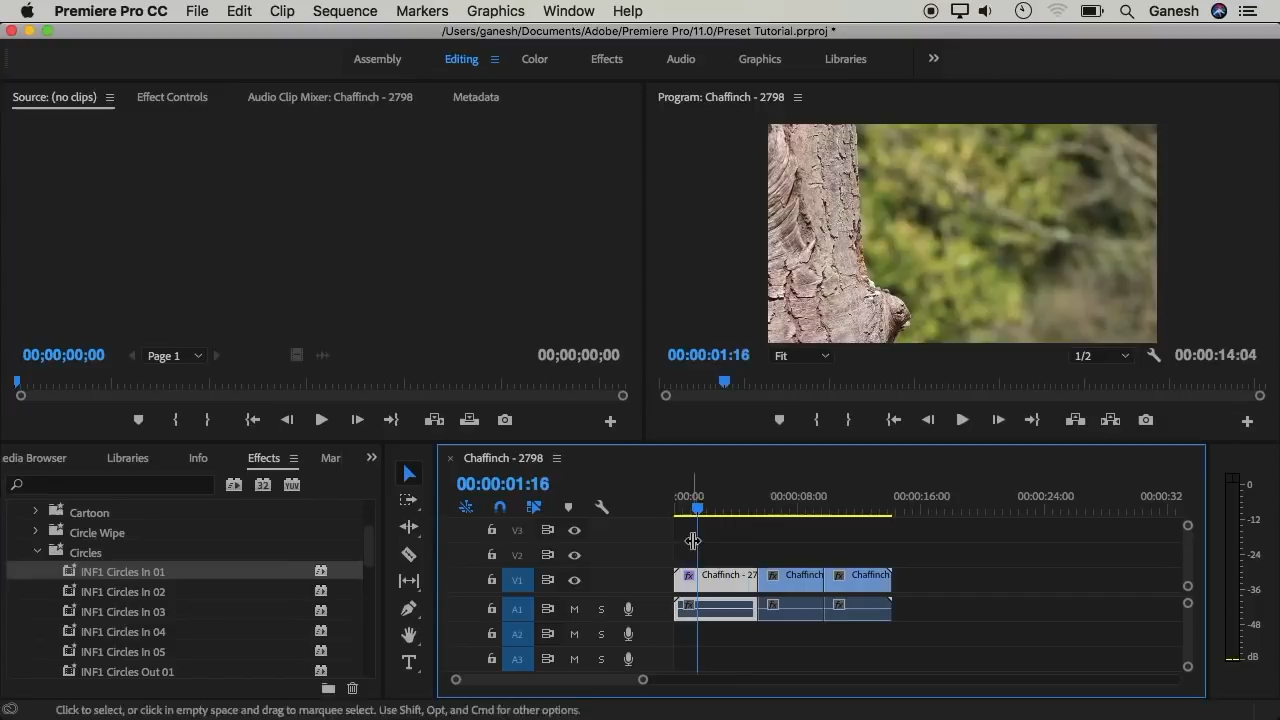 Premiere Pro CC File Edit Clip Sequence Markers Graphics Window Help Ganesh
/Users/ganesh/Documents/Adobe/Premiere Pro/11.0/Preset Tutorial.prproj *
Assembly Editing Color Effects Audio Graphics Libraries
Source: (no clips) Effect Controls Audio Clip Mixer: Chaffinch - 2798 Metadata
Program: Chaffinch - 2798
00;00;00;00 Page 1 00;00;00;00
00:00:01:16 Fit 1/2 00:00:14:04
edia Browser Libraries Info Effects Mar
Chaffinch - 2798
00:00:01:16
32 YUV
:00:00 00:00:08:00 00:00:16:00 00:00:24:00 00:00:32
Cartoon
Circle Wipe
Circles
INF1 Circles In 01
INF1 Circles In 02
INF1 Circles In 03
INF1 Circles In 04
INF1 Circles In 05
INF1 Circles Out 01
V3
V2
V1 fx Chaffinch - 27 fx Chaffinch fx Chaffinch
A1 M S fx fx fx
A2 M S
A3 M S
0
-12
-24
-36
-48
dB
Click to select, or click in empty space and drag to marquee select. Use Shift, Opt, and Cmd for other options.